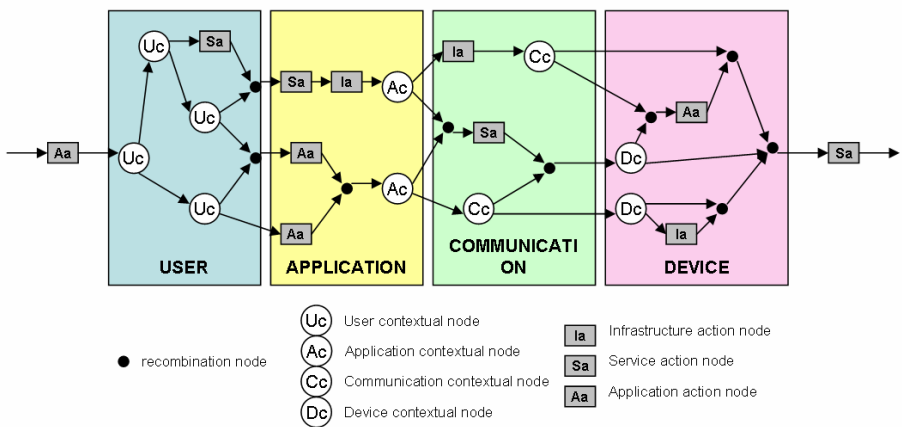 Uc
Sa
Ia
Cc
Sa
Ia
Ac
Aa
Uc
Sa
Aa
Uc
Aa
Dc
Sa
Uc
Ac
Cc
Dc
Aa
Ia
COMMUNICATI
ON
USER
APPLICATION
DEVICE
Uc User contextual node
Ac Application contextual node
Cc Communication contextual node
Dc Device contextual node
recombination node
Ia Infrastructure action node
Sa Service action node
Aa Application action node